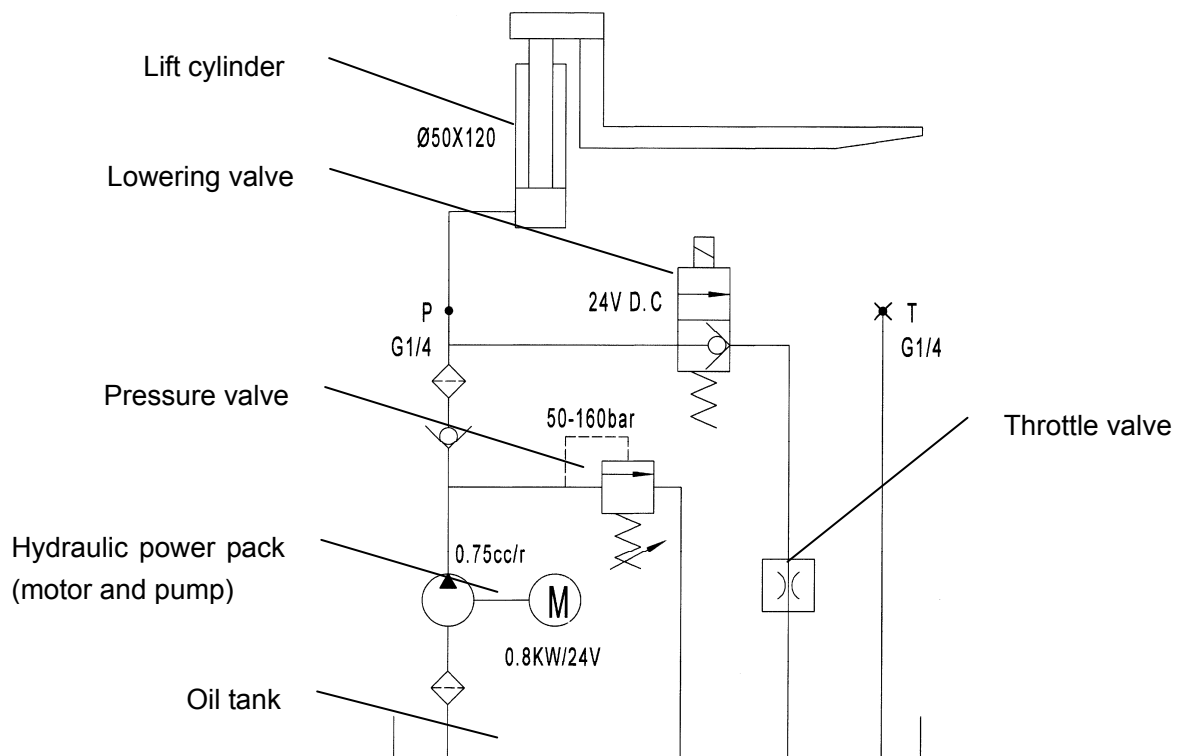 Lift cylinder
Ø50X120
Lowering valve
24V D.C
P
G1/4
T
G1/4
Pressure valve
50-160bar
Throttle valve
Hydraulic power pack
(motor and pump)
0.75cc/r
M
0.8KW/24V
Oil tank